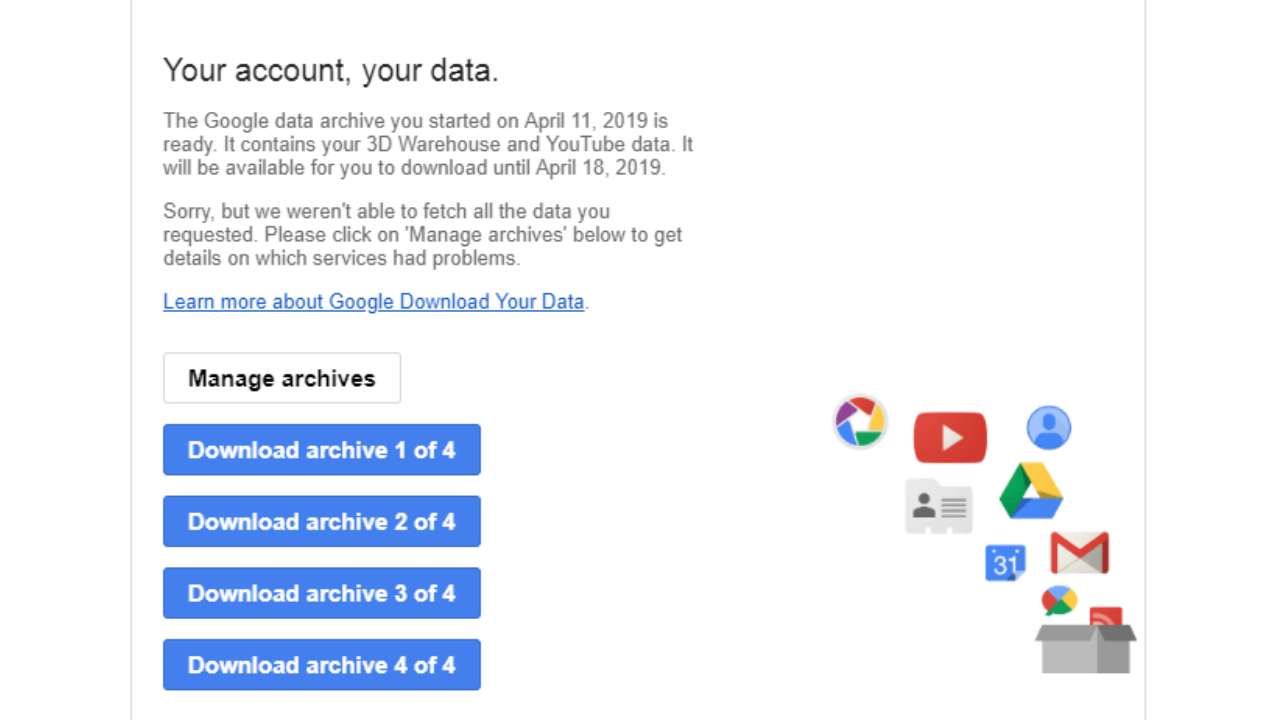 Your account, your data.
The Google data archive you started on April 11, 2019 is
ready. It contains your 3D Warehouse and YouTube data. It
will be available for you to download until April 18, 2019.
Sorry, but we weren't able to fetch all the data you
requested. Please click on 'Manage archives' below to get
details on which services had problems.
Learn more about Google Download Your Data.
Manage archives
Download archive 1 of 4
Download archive 2 of 4
Download archive 3 of 4
Download archive 4 of 4
31